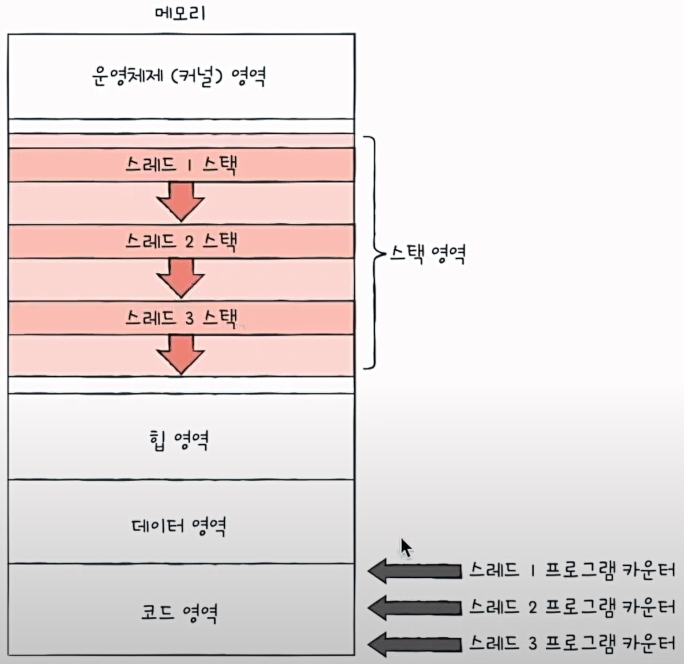 메모리
운영체제 (커널) 영역
스레드 1 스택
스레드 2 스택
스레드 3 스택
스택 영역
힙 영역
데이터 영역
코드 영역
스레드 1 프로그램 카운터
스레드 2 프로그램 카운터
스레드 3 프로그램 카운터